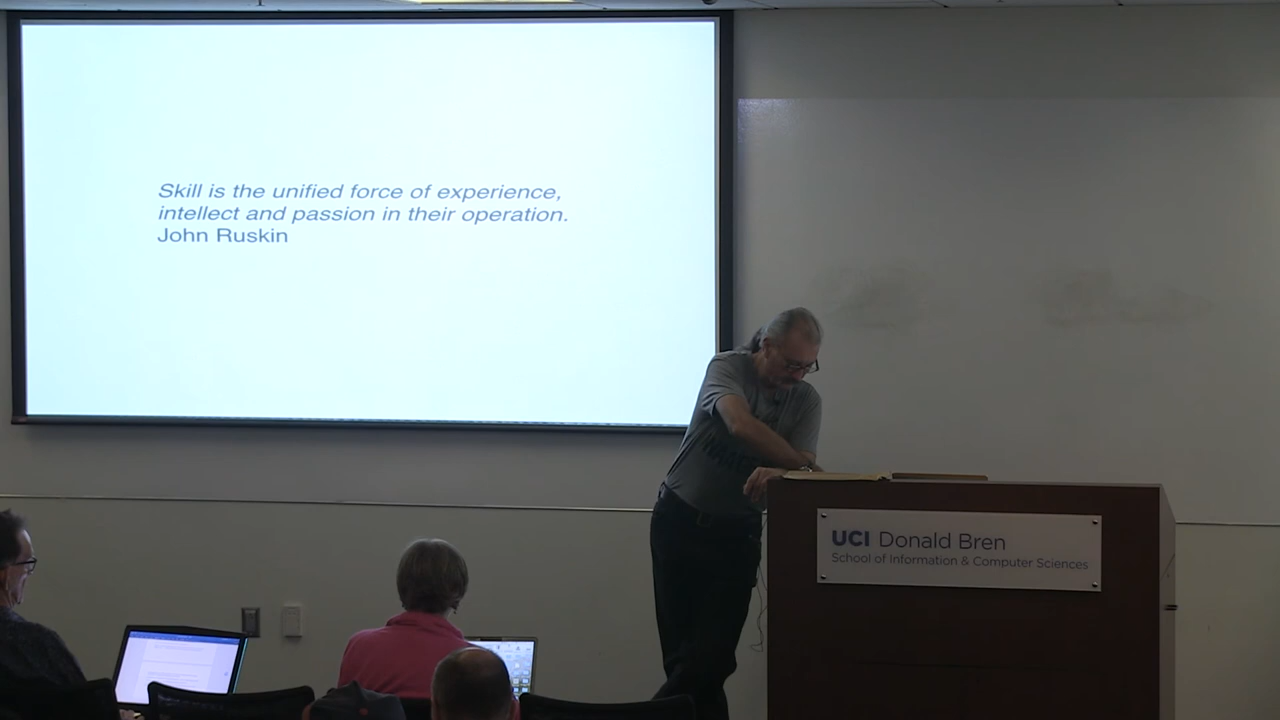 Skill is the unified force of experience,
intellect and passion in their operation.
John Ruskin
UCI Donald Bren
School of Information & Computer Sciences